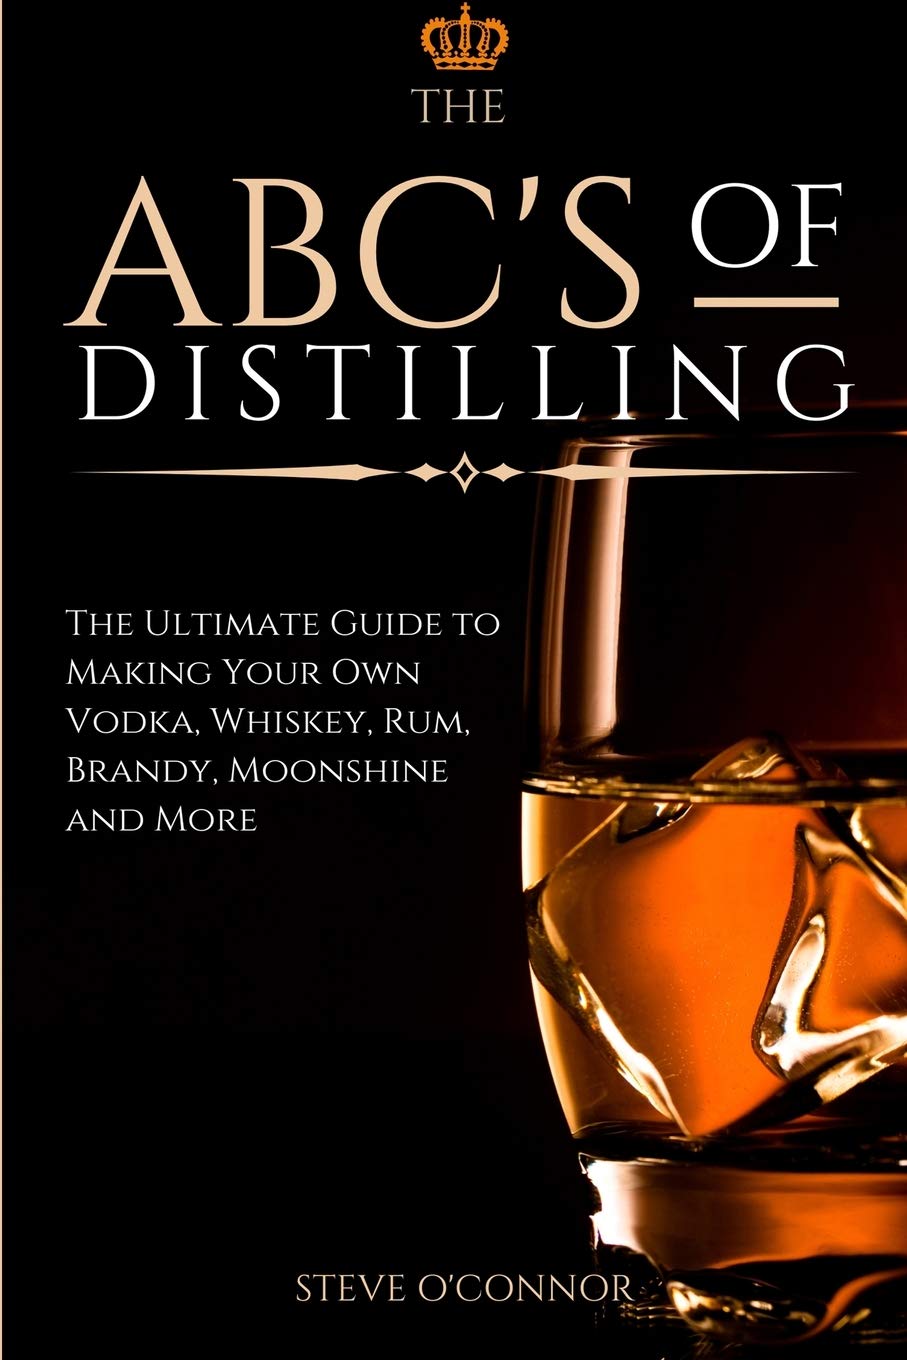 THE
ABC'S OF
DISTILLING
THE ULTIMATE GUIDE TO
MAKING YOUR OWN
VODKA, WHISKEY, RUM,
BRANDY, MOONSHINE
AND MORE
STEVE O'CONNOR